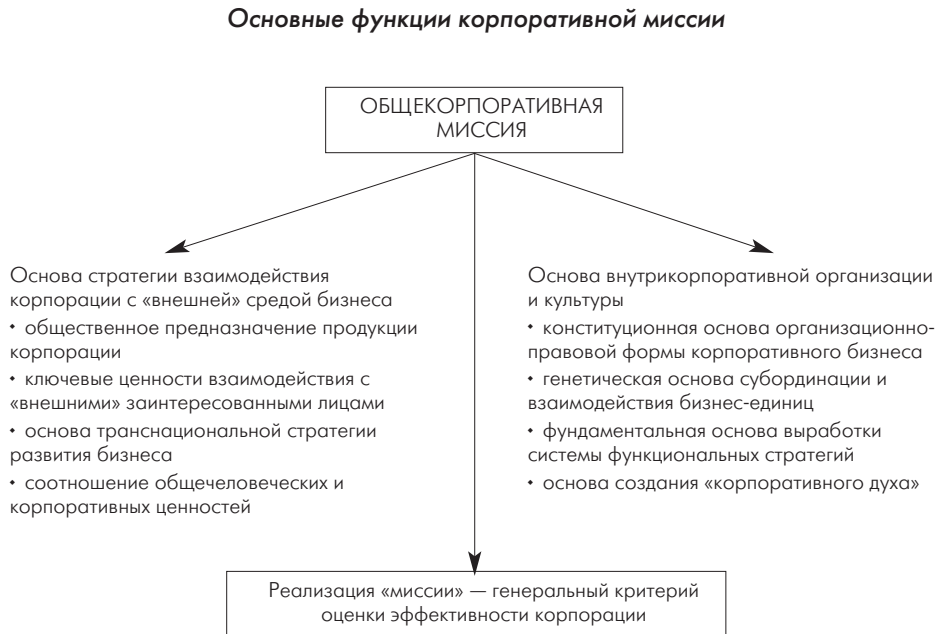 Основные функции корпоративной миссии
ОБЩЕКОРПОРАТИВНАЯ
МИССИЯ
Основа стратегии взаимодействия
корпорации с «внешней» средой бизнеса
• общественное предназначение продукции
корпорации
• ключевые ценности взаимодействия с
«внешними» заинтересованными лицами
• основа транснациональной стратегии
развития бизнеса
• соотношение общечеловеческих и
корпоративных ценностей
Основа внутрикорпоративной организации
и культуры
• конституционная основа организационно-
правовой формы корпоративного бизнеса
• генетическая основа субординации и
взаимодействия бизнес-единиц
• фундаментальная основа выработки
системы функциональных стратегий
• основа создания «корпоративного духа»
Реализация «миссии» — генеральный критерий
оценки эффективности корпорации